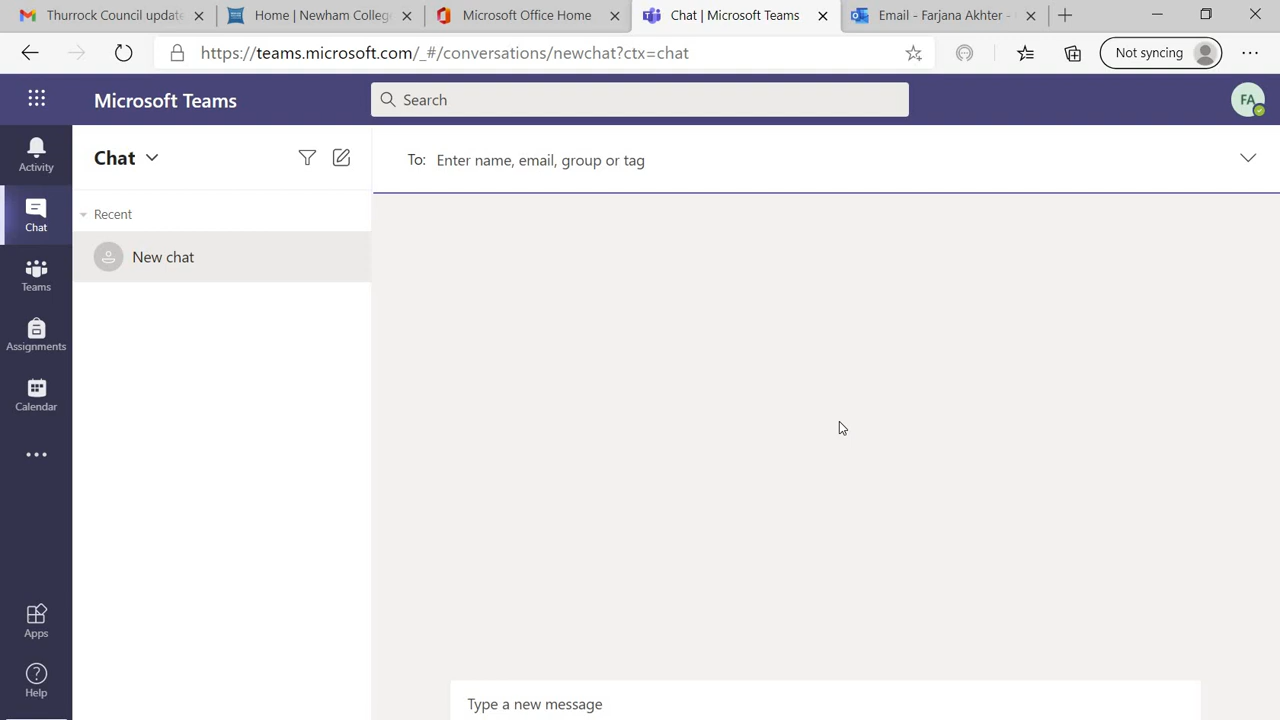 Thurrock Council update
Home | Newham Colleg
Microsoft Office Home
Chat | Microsoft Teams
Email - Farjana Akhter -
https://teams.microsoft.com/_#/conversations/newchat?ctx=chat
Not syncing
Microsoft Teams
Search
FA
Activity
Chat
Teams
Assignments
Calendar
Apps
Help
Chat
Recent
New chat
To: Enter name, email, group or tag
Type a new message